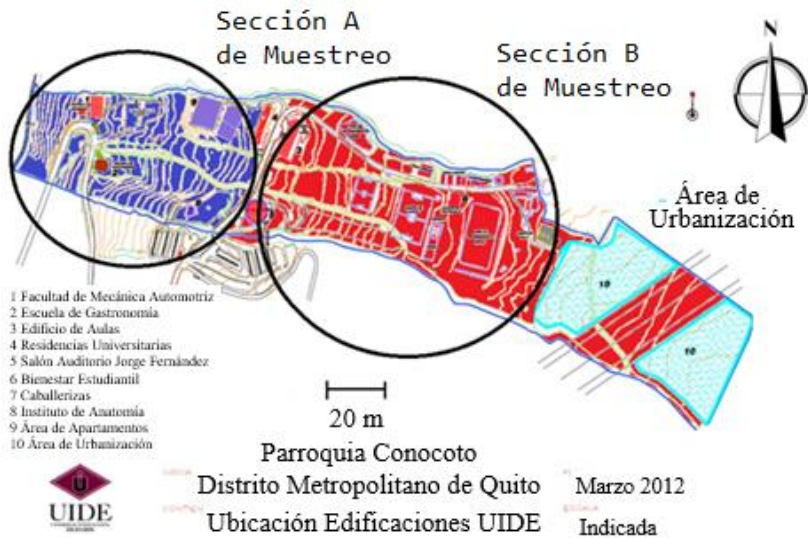 Sección A
de Muestreo
Sección B
de Muestreo
N
Área de
Urbanización
10
10
1 Facultad de Mecánica Automotriz
2 Escuela de Gastronomía
3 Edificio de Aulas
4 Residencias Universitarias
5 Salón Auditorio Jorge Fernández
6 Bienestar Estudiantil
7 Caballerizas
8 Instituto de Anatomía
9 Área de Apartamentos
10 Área de Urbanización
20 m
Parroquia Conocoto
Distrito Metropolitano de Quito
Marzo 2012
Ubicación Edificaciones UIDE
Indicada
UIDE